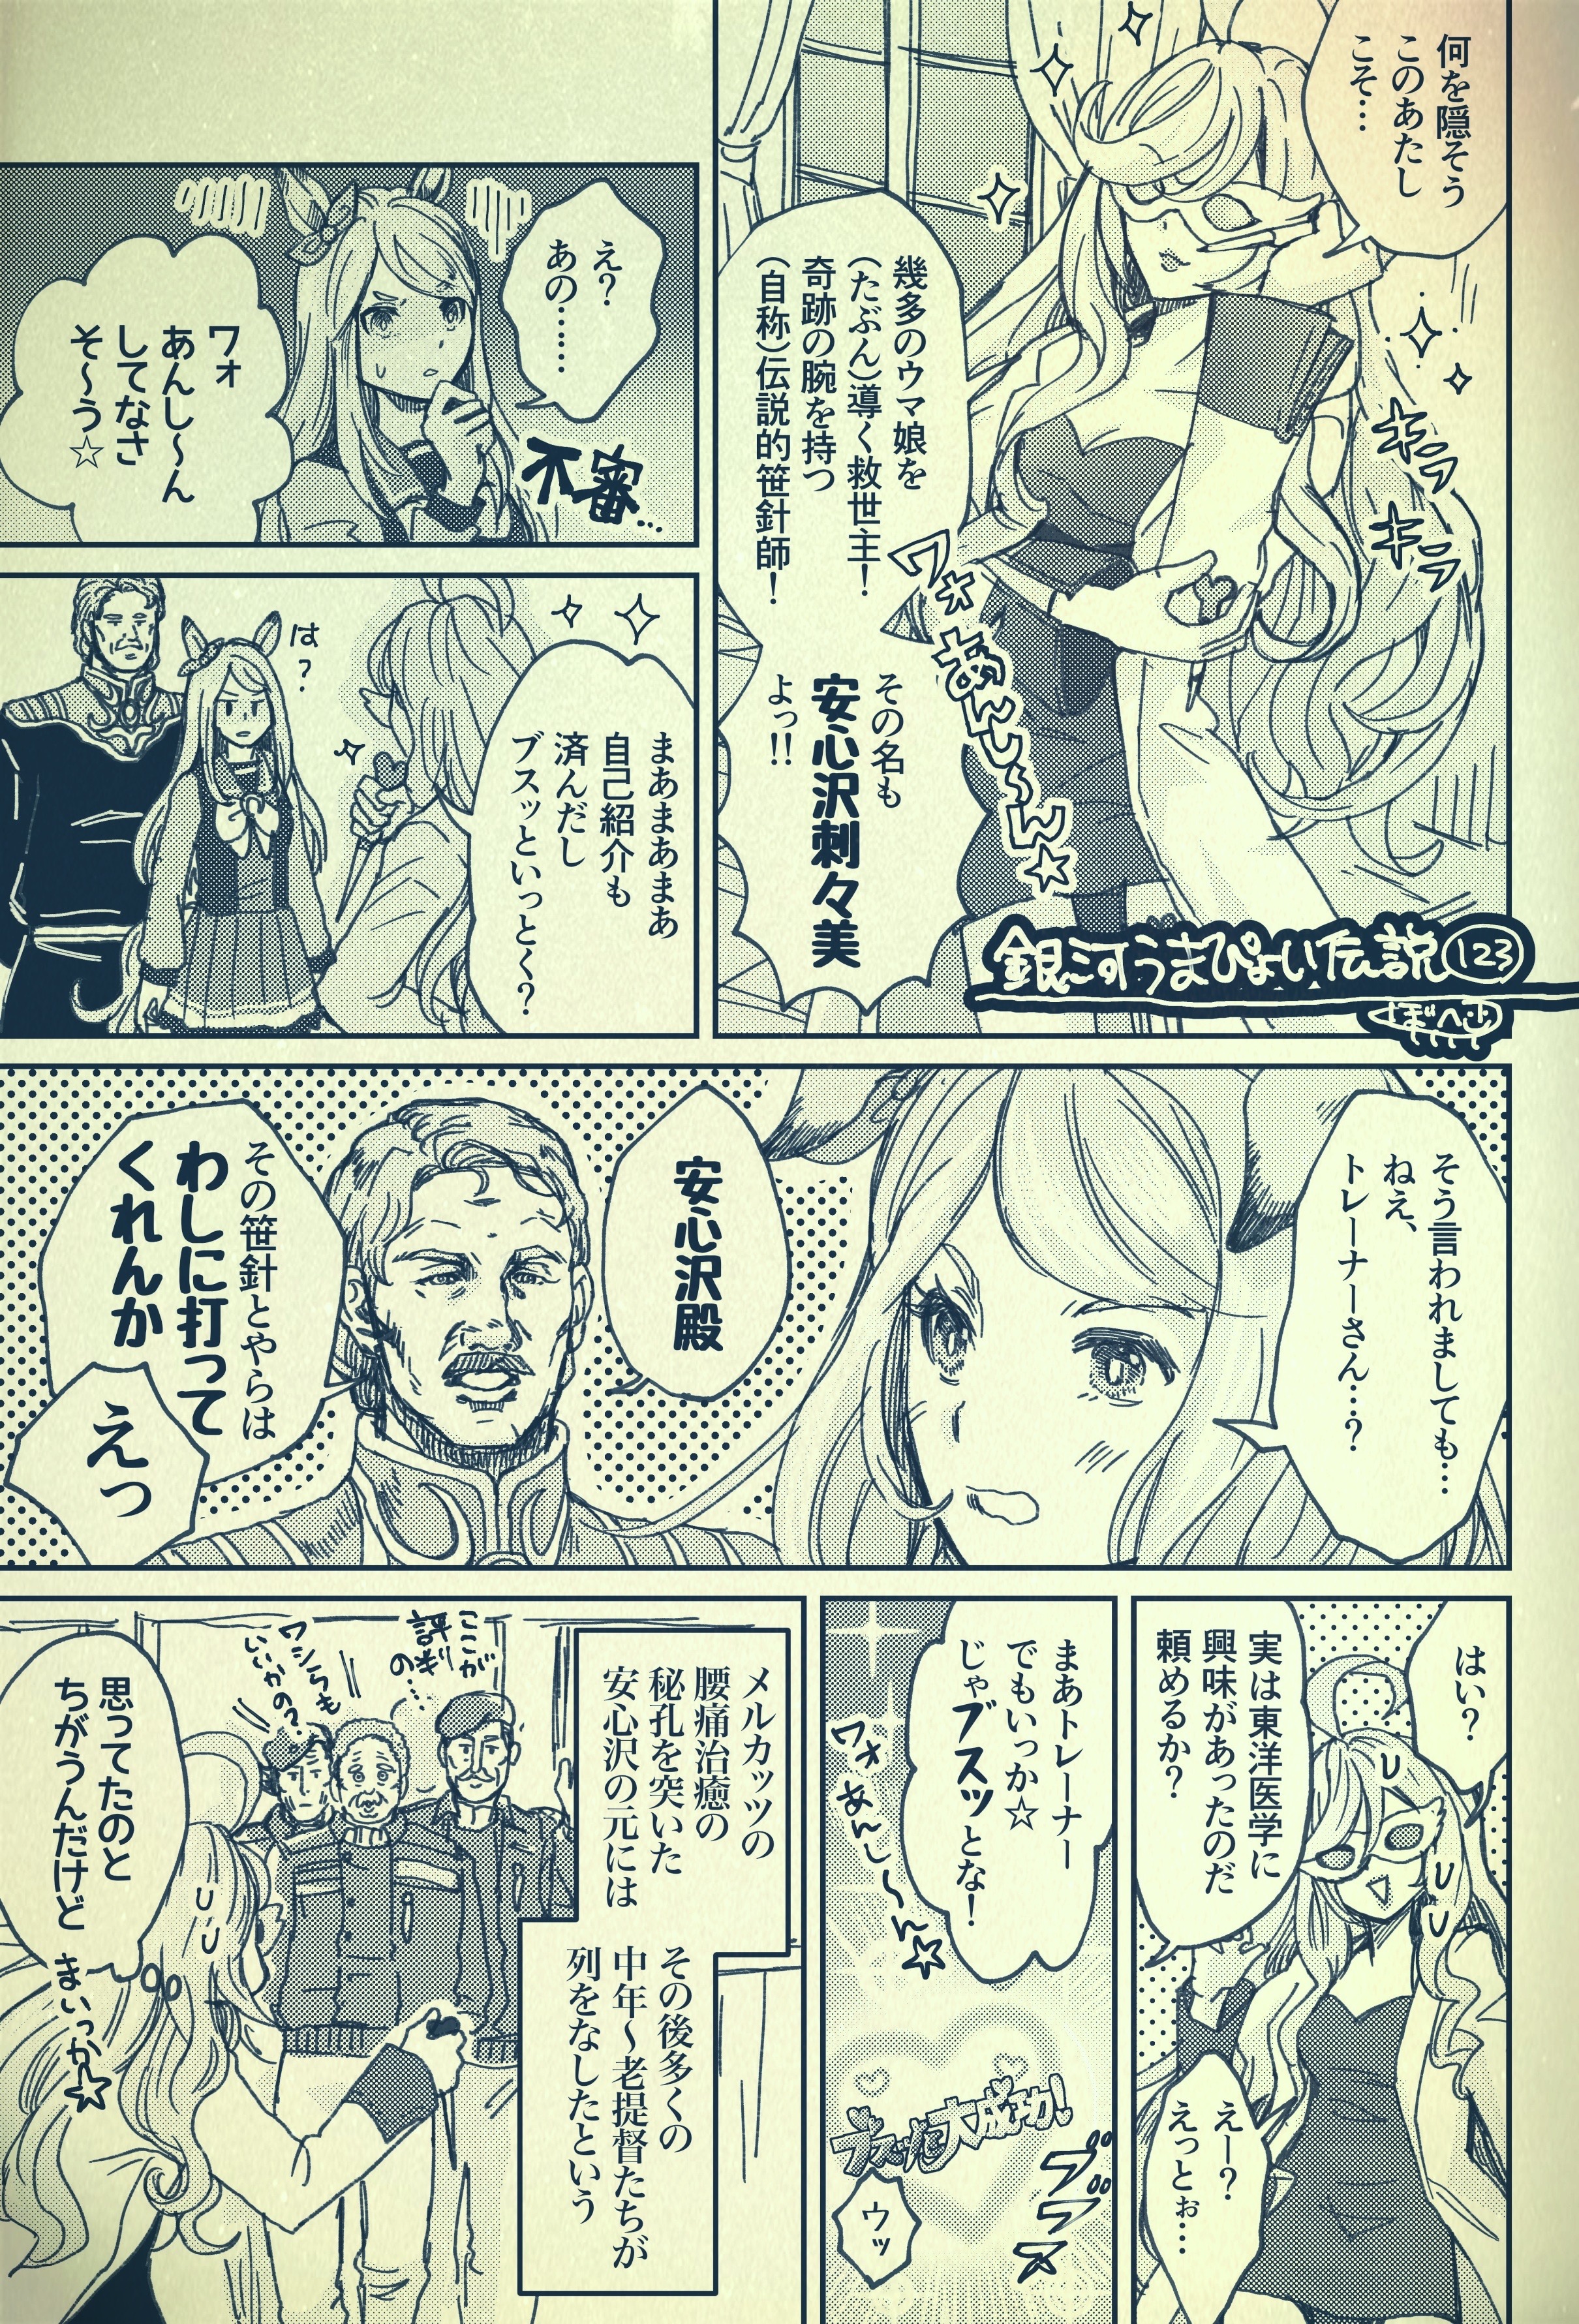 何を隠そう
このあたし
こそ…
幾多のウマ娘を
(たぶん)導く救世主!
奇跡の腕を持つ
(自称)伝説的笹針師!
その名も
安心沢刺々美
よっ!!
キラ
キラ
ワォ
あんし~ん☆
銀河うまぴょい伝説 123
え?
あの……
不審…
ワォ
あんし~ん
してなさ
そ~う☆
まあまあまあ
自己紹介も
済んだし
ブスッといっとく?
は?
そう言われましても…
ねえ、
トレーナーさん…?
安心沢殿
その笹針とやらは
わしに打って
くれんか
えっ
はい?
実は東洋医学に
興味があったのだ
頼めるか?
えー?
えっとぉ…
まあトレーナー
でもいっか☆
じゃブスッとな!
ワォ あんし~ん☆
ブスッと大成功!
ブスッ
ウッ
メルカッツの
腰痛治癒の
秘孔を突いた
安心沢の元には
その後多くの
中年~老提督たちが
列をなしたという
ここが
評判
の…
ワシらも
いいかの?
思ってたのと
ちがうんだけど
まいっか☆